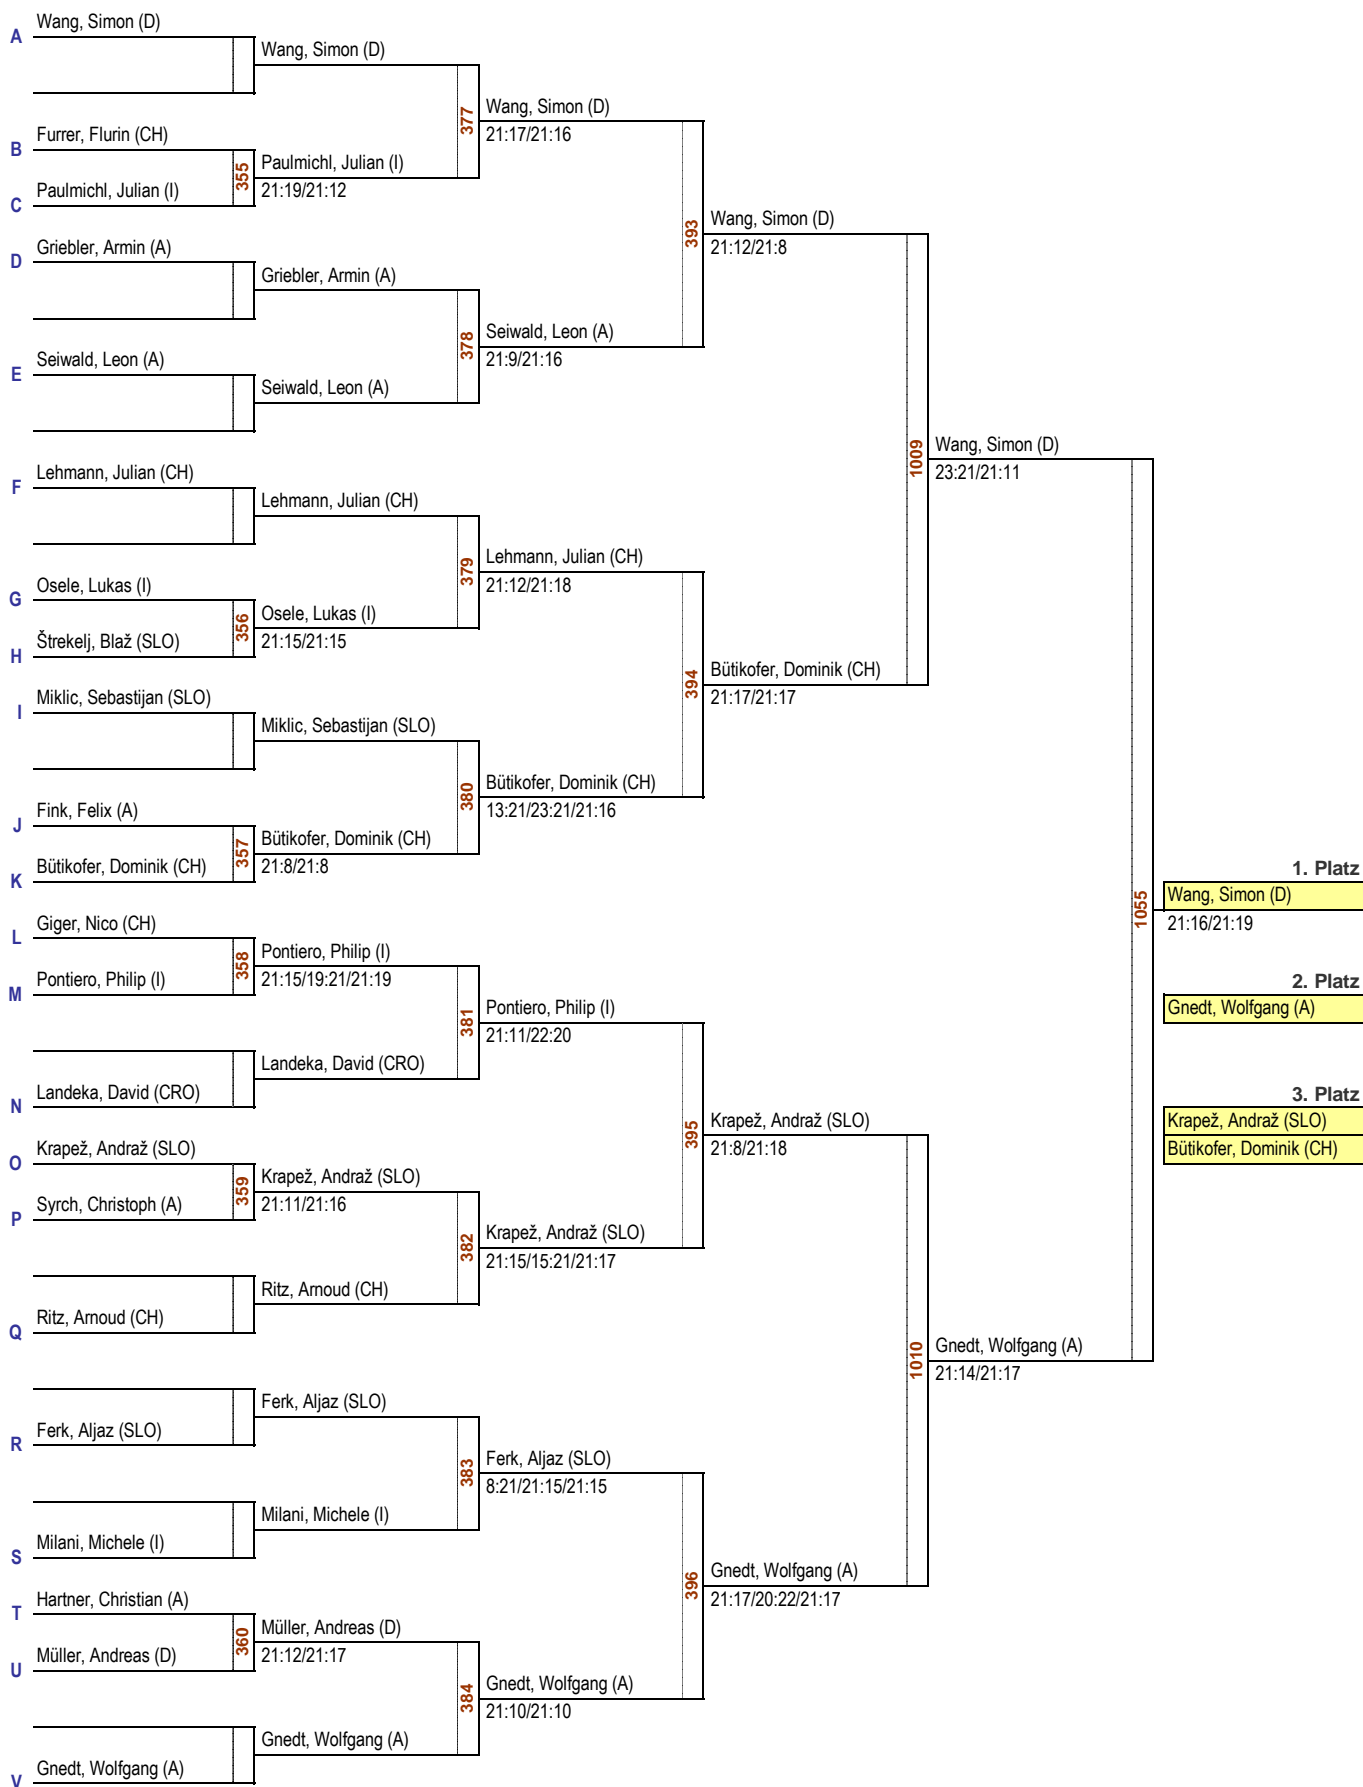 Wang, Simon (D)
A
Wang, Simon (D)
377
Wang, Simon (D)
21:17/21:16
Furrer, Flurin (CH)
B
355
Paulmichl, Julian (I)
21:19/21:12
Paulmichl, Julian (I)
C
393
Wang, Simon (D)
21:12/21:8
Griebler, Armin (A)
D
Griebler, Armin (A)
378
Seiwald, Leon (A)
21:9/21:16
Seiwald, Leon (A)
E
Seiwald, Leon (A)
1009
Wang, Simon (D)
23:21/21:11
Lehmann, Julian (CH)
F
Lehmann, Julian (CH)
379
Lehmann, Julian (CH)
21:12/21:18
Osele, Lukas (I)
G
356
Osele, Lukas (I)
21:15/21:15
Štrekelj, Blaž (SLO)
H
394
Bütikofer, Dominik (CH)
21:17/21:17
Miklic, Sebastijan (SLO)
I
Miklic, Sebastijan (SLO)
380
Bütikofer, Dominik (CH)
13:21/23:21/21:16
Fink, Felix (A)
J
357
Bütikofer, Dominik (CH)
21:8/21:8
Bütikofer, Dominik (CH)
K
1055
1. Platz
Wang, Simon (D)
21:16/21:19
Giger, Nico (CH)
L
358
Pontiero, Philip (I)
21:15/19:21/21:19
Pontiero, Philip (I)
M
381
Pontiero, Philip (I)
21:11/22:20
2. Platz
Gnedt, Wolfgang (A)
Landeka, David (CRO)
Landeka, David (CRO)
N
395
Krapež, Andraž (SLO)
21:8/21:18
3. Platz
Krapež, Andraž (SLO)
Bütikofer, Dominik (CH)
Krapež, Andraž (SLO)
O
359
Krapež, Andraž (SLO)
21:11/21:16
Syrch, Christoph (A)
P
382
Krapež, Andraž (SLO)
21:15/15:21/21:17
Ritz, Arnoud (CH)
Ritz, Arnoud (CH)
Q
1010
Gnedt, Wolfgang (A)
21:14/21:17
Ferk, Aljaz (SLO)
Ferk, Aljaz (SLO)
R
383
Ferk, Aljaz (SLO)
8:21/21:15/21:15
Milani, Michele (I)
Milani, Michele (I)
S
396
Gnedt, Wolfgang (A)
21:17/20:22/21:17
Hartner, Christian (A)
T
360
Müller, Andreas (D)
21:12/21:17
Müller, Andreas (D)
U
384
Gnedt, Wolfgang (A)
21:10/21:10
Gnedt, Wolfgang (A)
Gnedt, Wolfgang (A)
V